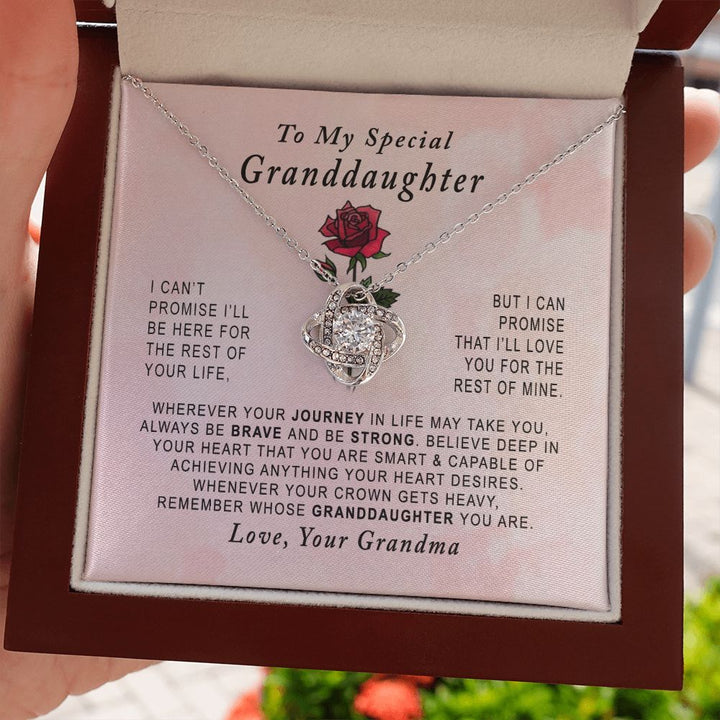 To My Special
Granddaughter
I CAN'T
PROMISE I'LL
BE HERE FOR
THE REST OF
YOUR LIFE,
BUT I CAN
PROMISE
THAT I'LL LOVE
YOU FOR THE
REST OF MINE.
WHEREVER YOUR JOURNEY IN LIFE MAY TAKE YOU,
ALWAYS BE BRAVE AND BE STRONG. BELIEVE DEEP IN
YOUR HEART THAT YOU ARE SMART & CAPABLE OF
ACHIEVING ANYTHING YOUR HEART DESIRES.
WHENEVER YOUR CROWN GETS HEAVY,
REMEMBER WHOSE GRANDDAUGHTER YOU ARE.
Love, Your Grandma